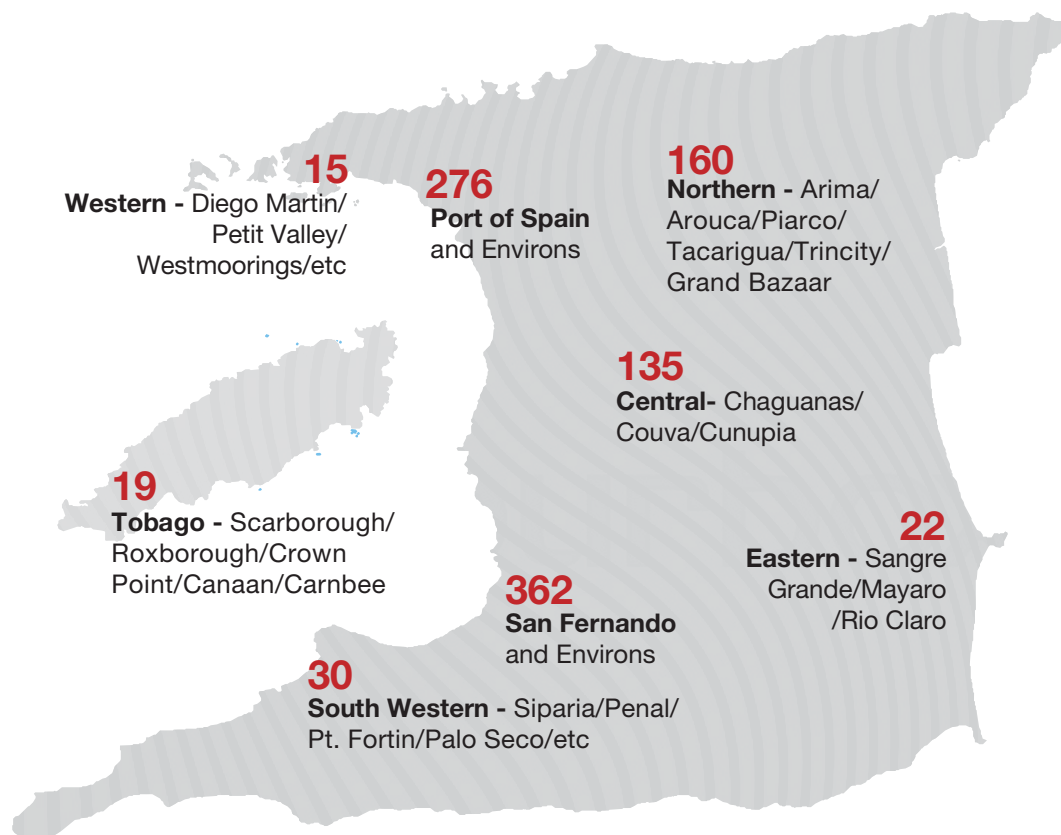 15
Western - Diego Martin/
Petit Valley/
Westmoorings/etc
276
Port of Spain
and Environs
160
Northern - Arima/
Arouca/Piarco/
Tacarigua/Trincity/
Grand Bazaar
135
Central- Chaguanas/
Couva/Cunupia
19
Tobago - Scarborough/
Roxborough/Crown
Point/Canaan/Carnbee
22
Eastern - Sangre
Grande/Mayaro
/Rio Claro
362
San Fernando
and Environs
30
South Western - Siparia/Penal/
Pt. Fortin/Palo Seco/etc